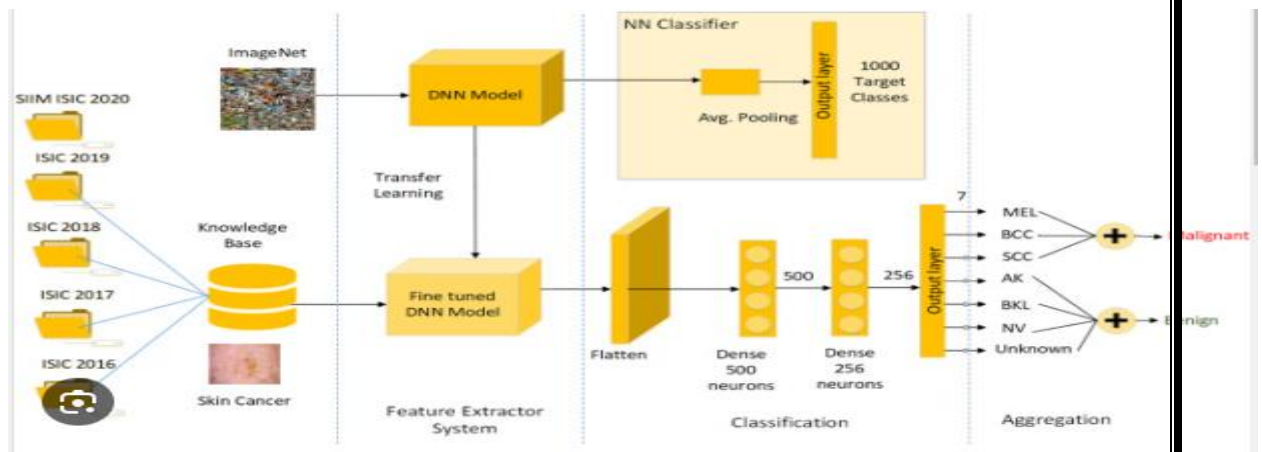 SIIM ISIC 2020
ISIC 2019
ISIC 2018
ISIC 2017
ISIC 2016
ImageNet
Knowledge
Base
Skin Cancer
DNN Model
Transfer
Learning
Fine tuned
DNN Model
Feature Extractor
System
NN Classifier
Avg. Pooling
Output layer
1000
Target
Classes
Flatten
Dense
500
neurons
500
Dense
256
neurons
256
Output layer
7
Classification
MEL
BCC
SCC
AK
BKL
NV
Unknown
alignant
Aggregation